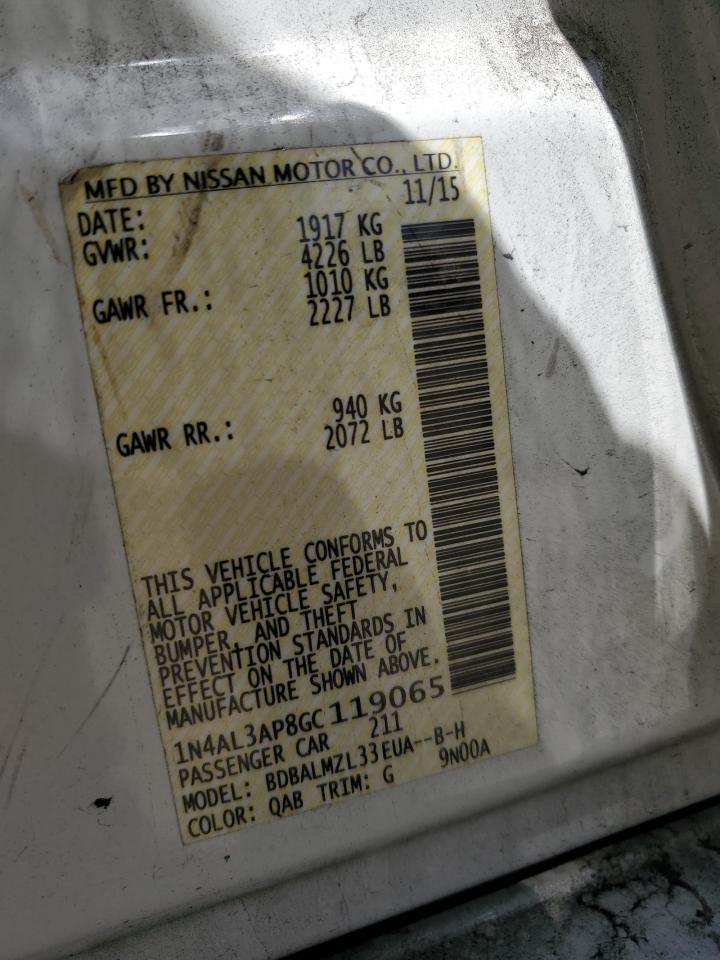 MFD BY NISSAN MOTOR CO., LTD.
DATE: 11/15
GVWR: 1917 KG
4226 LB
GAWR FR.: 1010 KG
2227 LB
GAWR RR.: 940 KG
2072 LB
THIS VEHICLE CONFORMS TO
ALL APPLICABLE FEDERAL
MOTOR VEHICLE SAFETY,
BUMPER, AND THEFT
PREVENTION STANDARDS IN
EFFECT ON THE DATE OF
MANUFACTURE SHOWN ABOVE.
1N4AL3AP8GC119065
PASSENGER CAR 211
MODEL: BDBALMZL33EUA--B-H
COLOR: QAB TRIM: G 9N00A